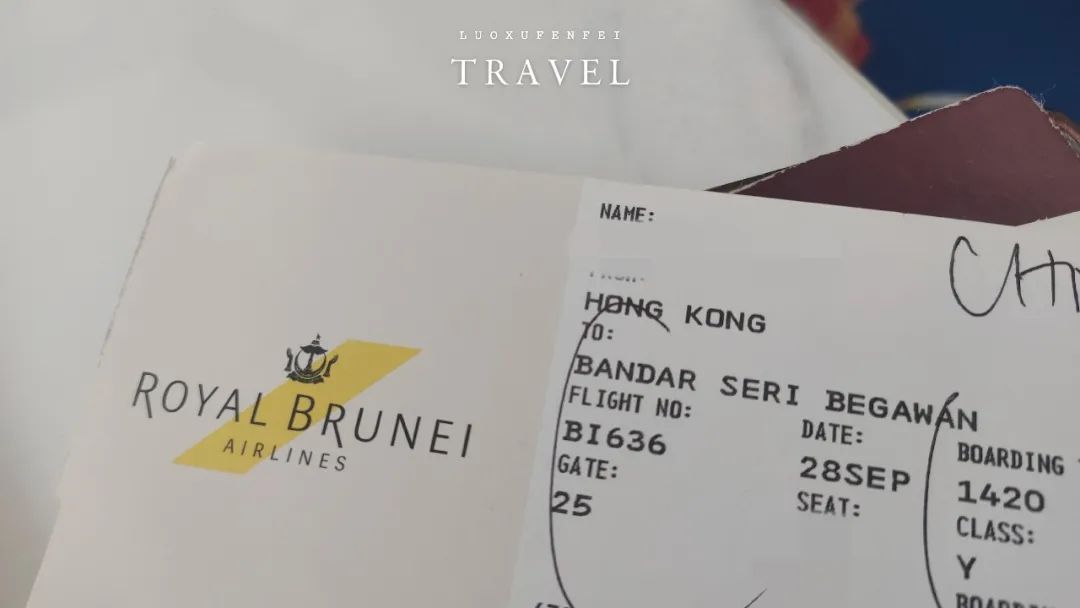 LUOXUFENFEI
TRAVEL
ROYAL BRUNEI
AIRLINES
NAME:
HONG KONG
TO:
BANDAR SERI BEGAWAN
FLIGHT NO:
BI636
DATE:
28SEP
BOARDING
1420
GATE:
25
SEAT:
CLASS:
Y